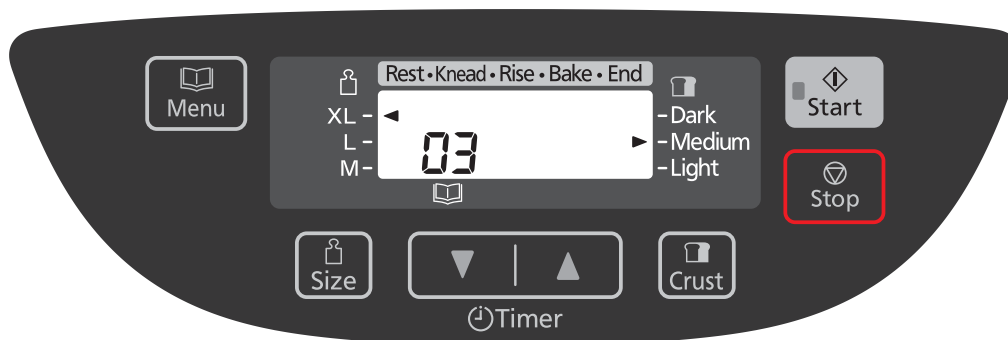 Menu
Rest • Knead • Rise • Bake • End
XL
L
M
03
Dark
Medium
Light
Start
Stop
Size
Timer
Crust